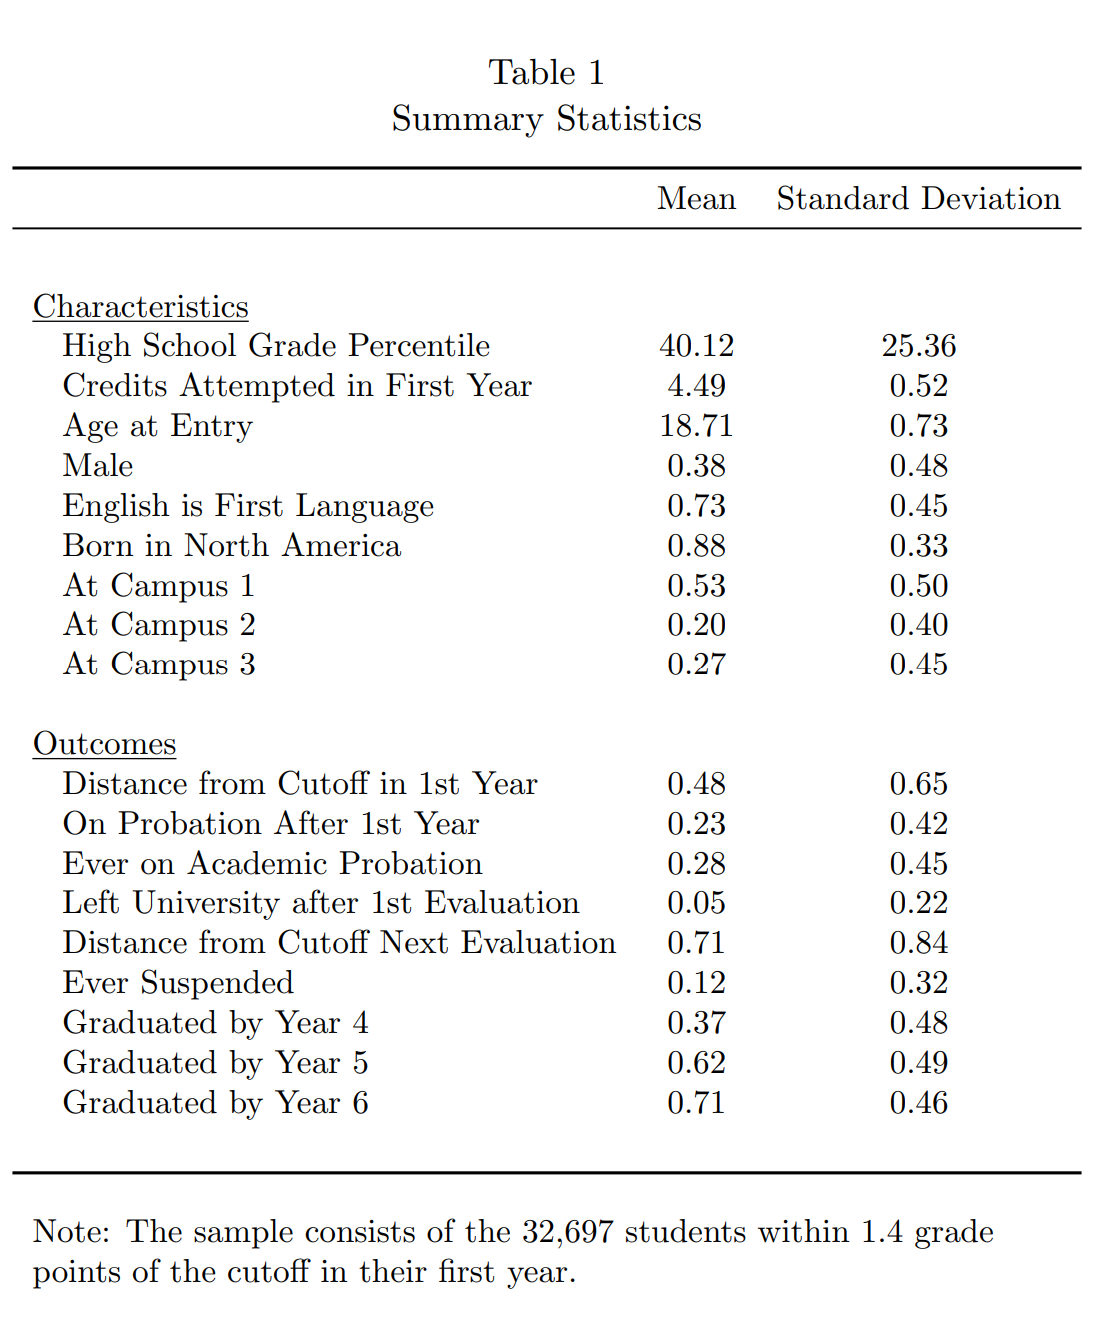 Table 1
Summary Statistics
Mean Standard Deviation
Characteristics
High School Grade Percentile 40.12 25.36
Credits Attempted in First Year 4.49 0.52
Age at Entry 18.71 0.73
Male 0.38 0.48
English is First Language 0.73 0.45
Born in North America 0.88 0.33
At Campus 1 0.53 0.50
At Campus 2 0.20 0.40
At Campus 3 0.27 0.45
Outcomes
Distance from Cutoff in 1st Year 0.48 0.65
On Probation After 1st Year 0.23 0.42
Ever on Academic Probation 0.28 0.45
Left University after 1st Evaluation 0.05 0.22
Distance from Cutoff Next Evaluation 0.71 0.84
Ever Suspended 0.12 0.32
Graduated by Year 4 0.37 0.48
Graduated by Year 5 0.62 0.49
Graduated by Year 6 0.71 0.46
Note: The sample consists of the 32,697 students within 1.4 grade
points of the cutoff in their first year.